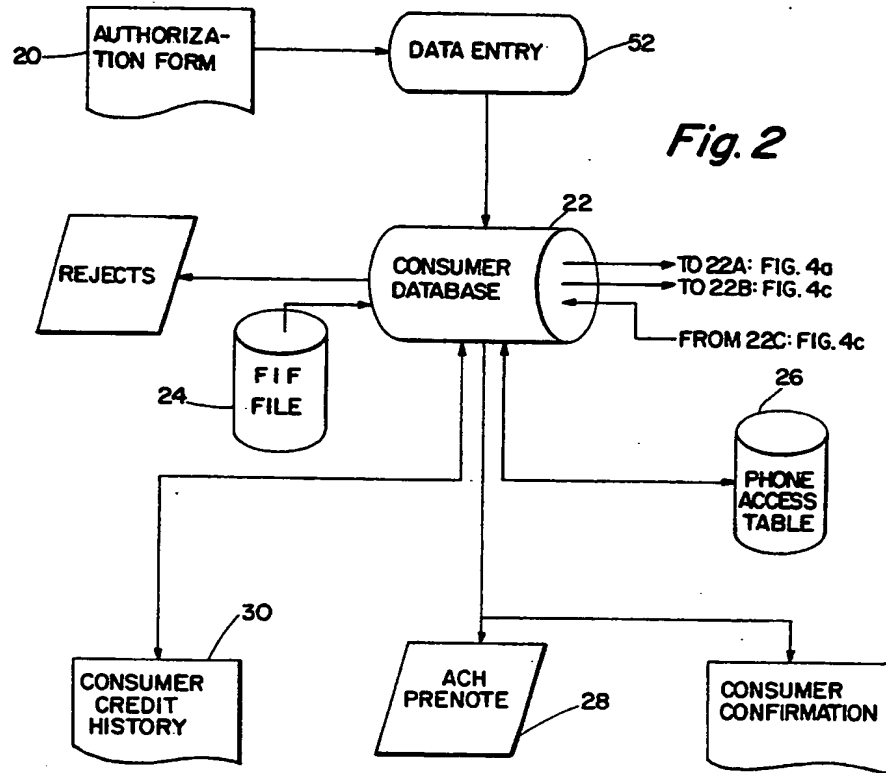 AUTHORIZA-
TION FORM
20
DATA ENTRY
52
Fig. 2
22
CONSUMER
DATABASE
TO 22A: FIG. 4a
TO 22B: FIG. 4c
FROM 22C: FIG. 4c
REJECTS
FIF
FILE
24
26
PHONE
ACCESS
TABLE
30
CONSUMER
CREDIT
HISTORY
ACH
PRENOTE
28
CONSUMER
CONFIRMATION